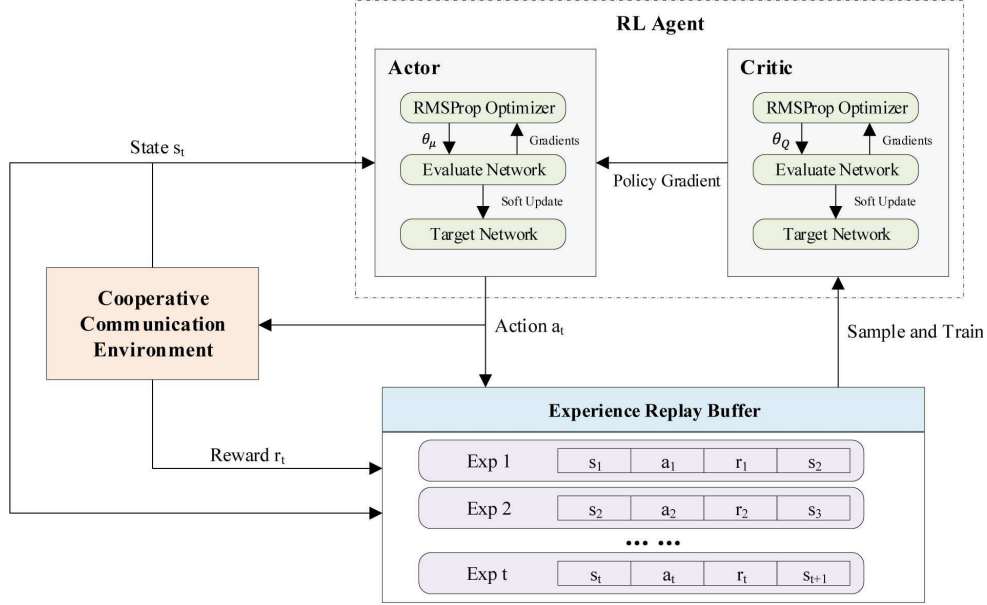 RL Agent
Actor
RMSProp Optimizer
θμ
Gradients
Evaluate Network
Soft Update
Target Network
Critic
RMSProp Optimizer
θQ
Gradients
Evaluate Network
Soft Update
Target Network
Policy Gradient
State st
Cooperative
Communication
Environment
Action at
Sample and Train
Reward rt
Experience Replay Buffer
Exp 1 s1 a1 r1 s2
Exp 2 s2 a2 r2 s3
... ...
Exp t st at rt st+1